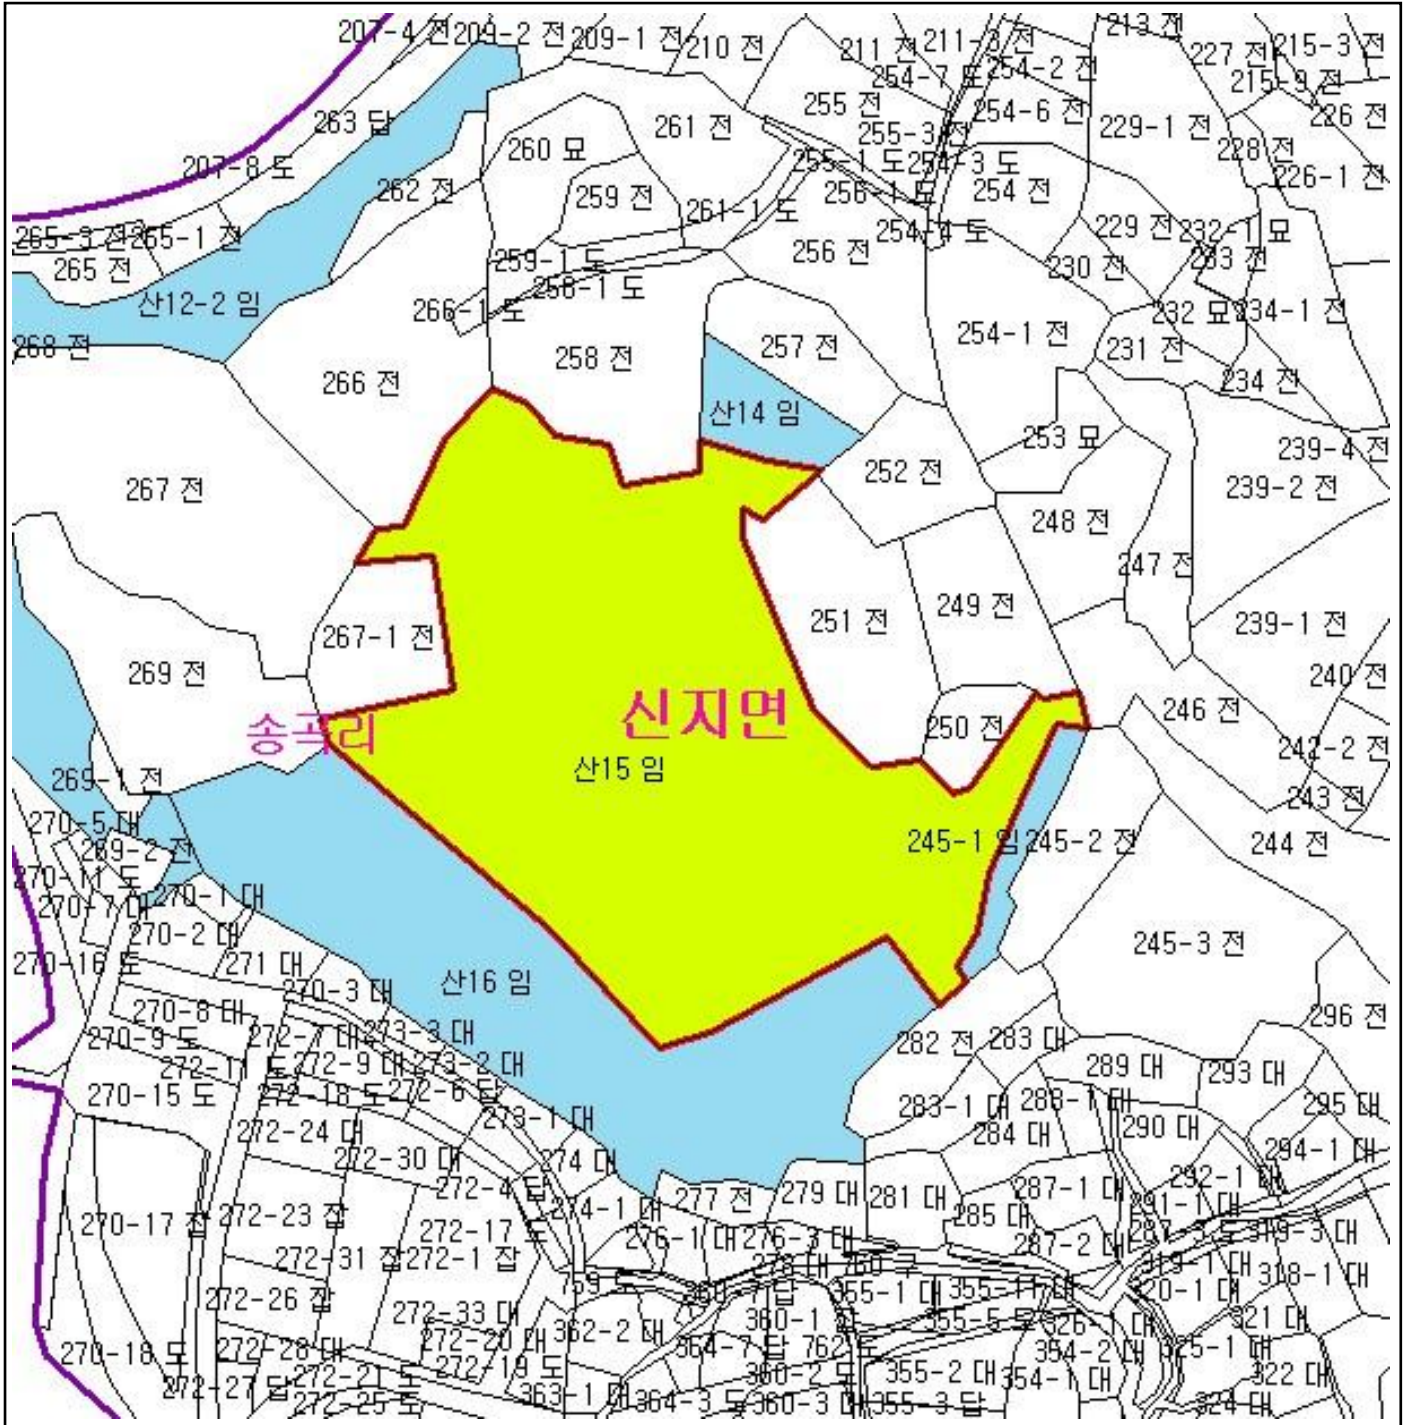 207-4 전
209-2 전
209-1 전
210 전
211 전
211-3 전
213 전
227 전
215-3 전
254-7 도
254-2 전
215-9 전
263 답
261 전
255 전
254-6 전
229-1 전
226 전
260 묘
255-3 전
228 전
207-8 도
262 전
259 전
255-1 도
254-3 도
256-1 도
254 전
226-1 전
265-3 전
265-1 전
261-1 도
256 전
254-4 도
229 전
232-1 묘
265 전
259-1 도
258-1 도
230 전
233 전
산12-2 임
266-1 도
232 묘
234-1 전
268 전
266 전
258 전
257 전
254-1 전
231 전
234 전
산14 임
253 묘
239-4 전
267 전
252 전
239-2 전
248 전
247 전
267-1 전
251 전
249 전
239-1 전
269 전
240 전
송곡리
신지면
250 전
246 전
242-2 전
269-1 전
산15 임
243 전
270-5 대
269-2 전
245-1 임
245-2 전
244 전
270-11 도
270-7 대
270-1 대
270-2 대
245-3 전
270-16 도
271 대
270-3 대
산16 임
270-8 대
270-9 도
273-3 대
282 전
283 대
296 전
272-11 도
272-9 대
273-2 대
289 대
293 대
270-15 도
272-18 도
272-6 답
273-1 대
283-1 대
288-1 대
295 대
272-24 대
284 대
290 대
294-1 대
272-30 대
274 대
272-4 답
292-1 대
270-17 잡
272-23 잡
272-17 도
274-1 대
277 전
279 대
281 대
287-1 대
291-1 대
285 대
276-1 대
276-3 대
287-2 대
287-3 도
319-3 대
272-31 잡
272-1 잡
278 대
760 구
319-1 대
318-1 대
272-26 잡
272-33 대
355-1 대
355-11 대
321 대
362-2 대
355-5 도
270-18 도
272-28 대
272-20 대
364-7 답
354-2 대
325-1 대
272-27 답
272-21 도
272-19 도
360-2 도
355-2 대
354-1 대
322 대
272-25 도
363-1 대
364-3 도
360-3 대
355-3 답
324 대